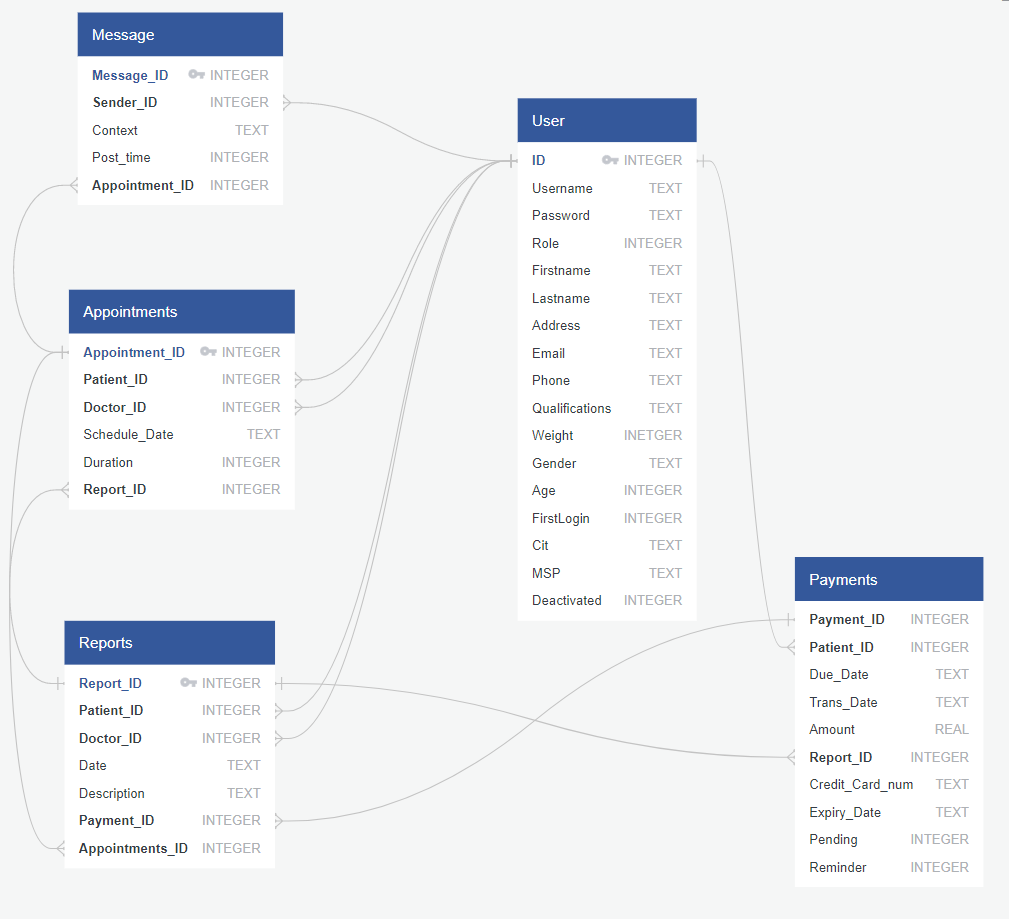 Message
Message_ID INTEGER
Sender_ID INTEGER
Context TEXT
Post_time INTEGER
Appointment_ID INTEGER
User
ID INTEGER
Username TEXT
Password TEXT
Role INTEGER
Firstname TEXT
Lastname TEXT
Address TEXT
Email TEXT
Phone TEXT
Qualifications TEXT
Weight INETGER
Gender TEXT
Age INTEGER
FirstLogin INTEGER
Cit TEXT
MSP TEXT
Deactivated INTEGER
Appointments
Appointment_ID INTEGER
Patient_ID INTEGER
Doctor_ID INTEGER
Schedule_Date TEXT
Duration INTEGER
Report_ID INTEGER
Reports
Report_ID INTEGER
Patient_ID INTEGER
Doctor_ID INTEGER
Date TEXT
Description TEXT
Payment_ID INTEGER
Appointments_ID INTEGER
Payments
Payment_ID INTEGER
Patient_ID INTEGER
Due_Date TEXT
Trans_Date TEXT
Amount REAL
Report_ID INTEGER
Credit_Card_num TEXT
Expiry_Date TEXT
Pending INTEGER
Reminder INTEGER